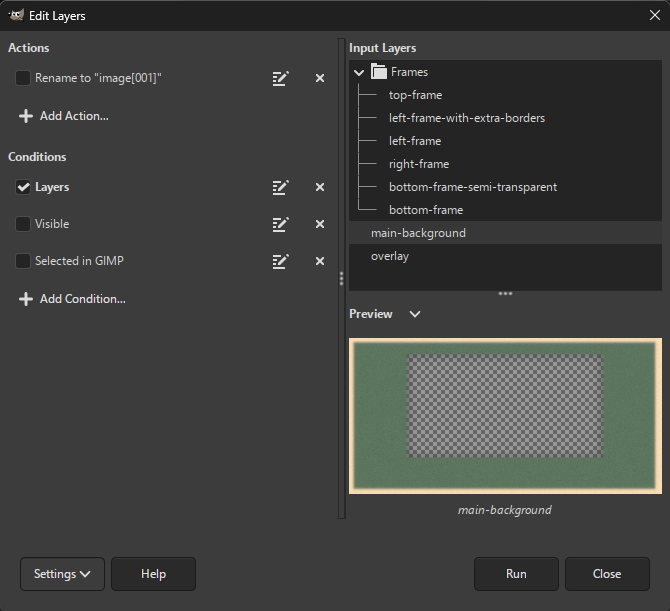 Edit Layers
Actions
Rename to "image[001]"
Add Action...
Conditions
Layers
Visible
Selected in GIMP
Add Condition...
Input Layers
Frames
top-frame
left-frame-with-extra-borders
left-frame
right-frame
bottom-frame-semi-transparent
bottom-frame
main-background
overlay
Preview
main-background
Settings
Help
Run
Close